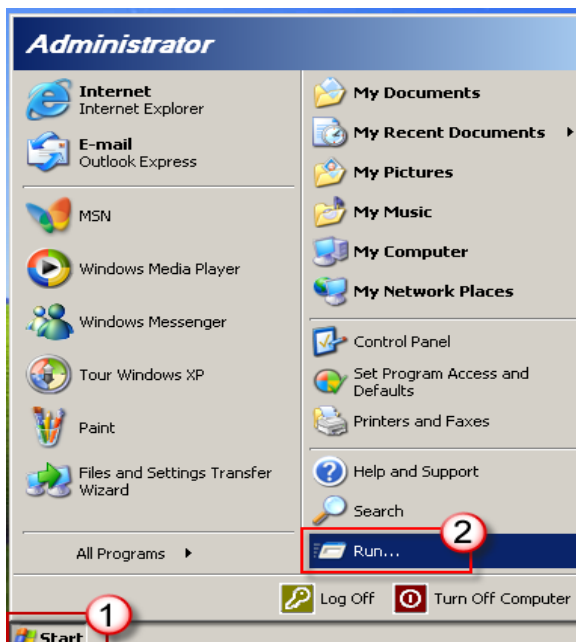 Administrator
Internet
Internet Explorer
E-mail
Outlook Express
MSN
Windows Media Player
Windows Messenger
Tour Windows XP
Paint
Files and Settings Transfer
Wizard
All Programs
My Documents
My Recent Documents
My Pictures
My Music
My Computer
My Network Places
Control Panel
Set Program Access and
Defaults
Printers and Faxes
Help and Support
Search
Run...
2
Log Off
Turn Off Computer
1
Start